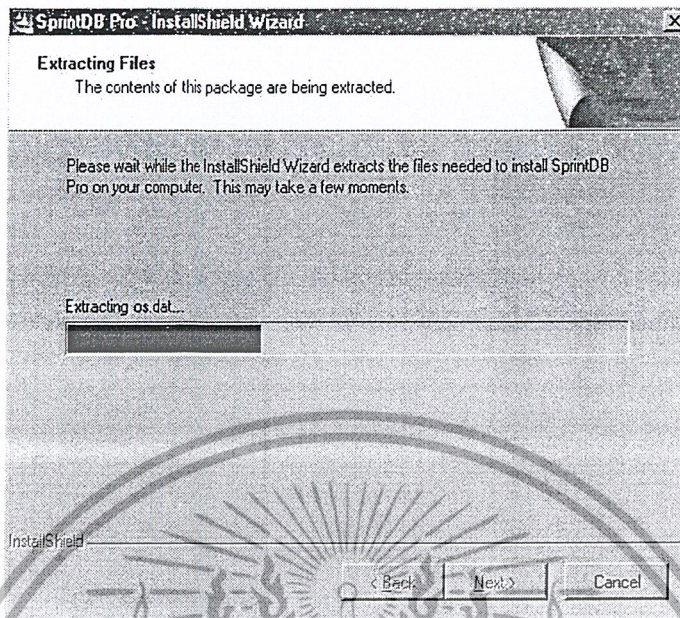 SprintDB Pro - InstallShield Wizard
Extracting Files
The contents of this package are being extracted.
Please wait while the InstallShield Wizard extracts the files needed to install SprintDB
Pro on your computer. This may take a few moments.
Extracting os.dat...
InstallShield
< Back Next > Cancel